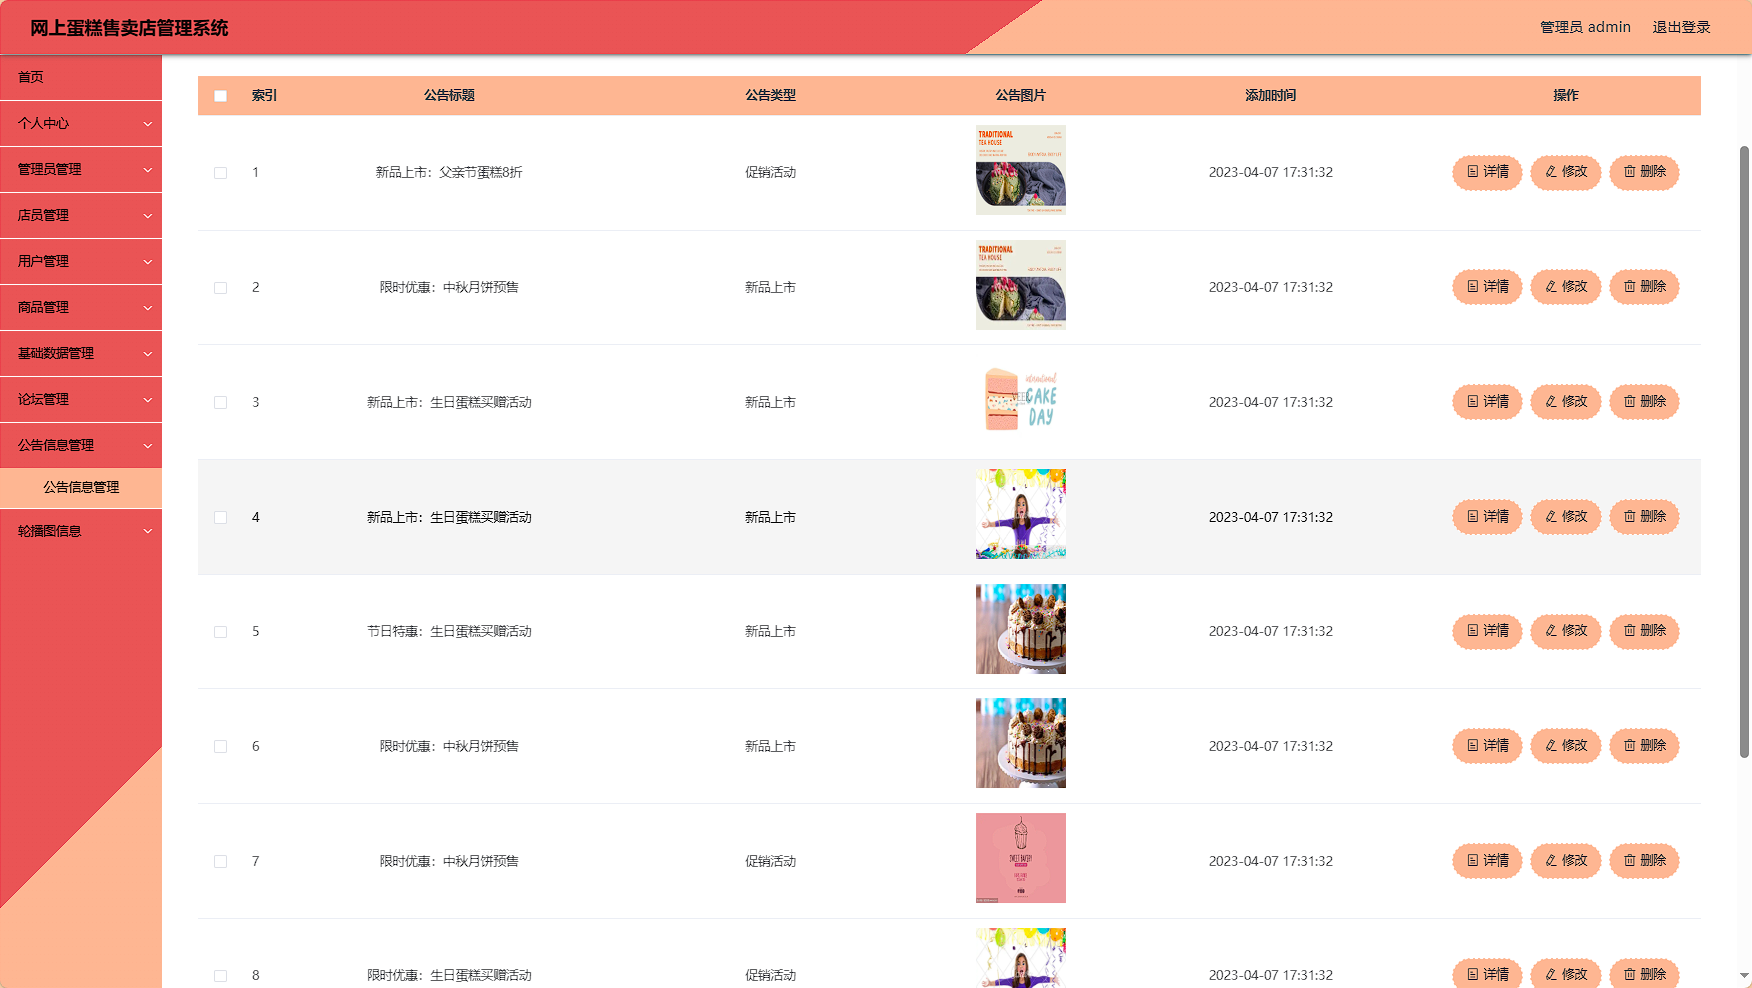 网上蛋糕售卖店管理系统
管理员 admin 退出登录
首页
个人中心
管理员管理
店员管理
用户管理
商品管理
基础数据管理
论坛管理
公告信息管理
公告信息管理
轮播图信息
索引 公告标题 公告类型 公告图片 添加时间 操作
TRADITIONAL
TEA HOUSE
1 新品上市：父亲节蛋糕8折 促销活动 2023-04-07 17:31:32 详情 修改 删除
TRADITIONAL
TEA HOUSE
2 限时优惠：中秋月饼预售 新品上市 2023-04-07 17:31:32 详情 修改 删除
international
CAKE
DAY
3 新品上市：生日蛋糕买赠活动 新品上市 2023-04-07 17:31:32 详情 修改 删除
4 新品上市：生日蛋糕买赠活动 新品上市 2023-04-07 17:31:32 详情 修改 删除
5 节日特惠：生日蛋糕买赠活动 新品上市 2023-04-07 17:31:32 详情 修改 删除
6 限时优惠：中秋月饼预售 新品上市 2023-04-07 17:31:32 详情 修改 删除
SWEET BAKERY
7 限时优惠：中秋月饼预售 促销活动 2023-04-07 17:31:32 详情 修改 删除
8 限时优惠：生日蛋糕买赠活动 促销活动 2023-04-07 17:31:32 详情 修改 删除